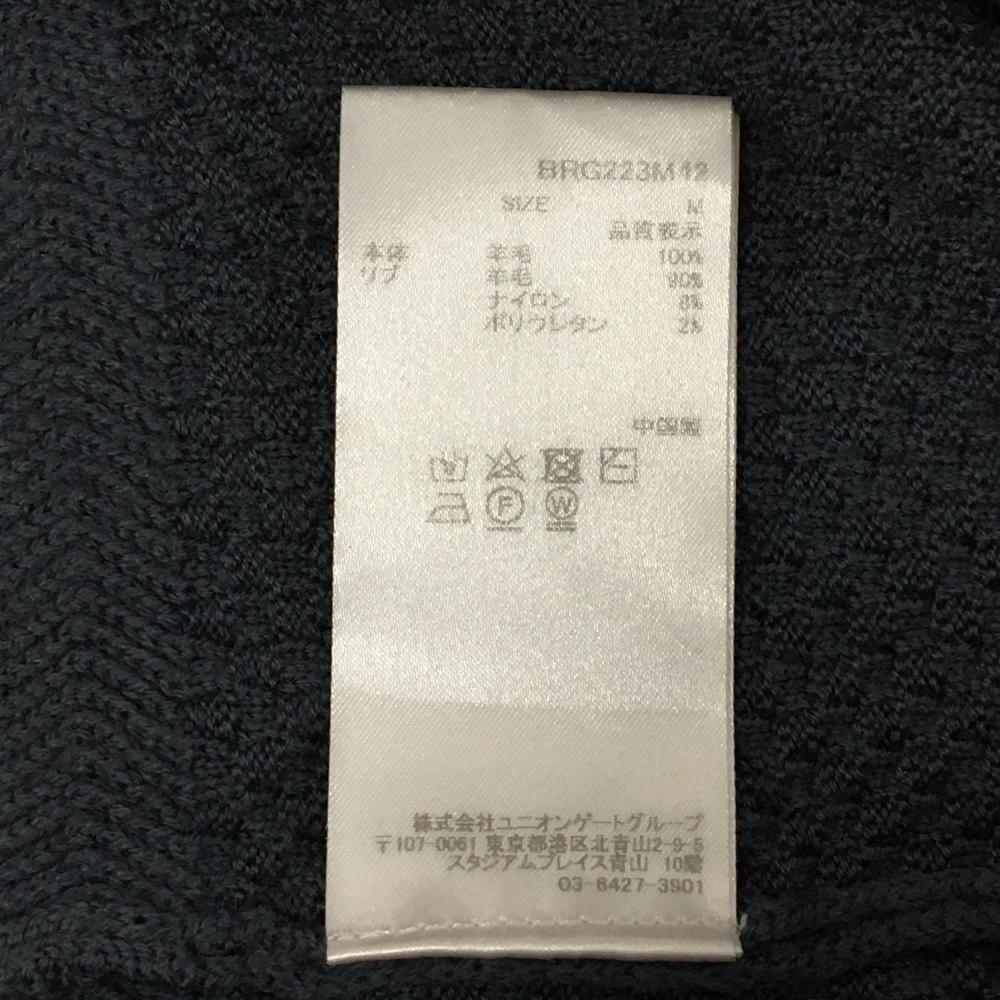 BRG223M42
SIZE M
品質表示
本体 羊毛 100%
リブ 羊毛 90%
ナイロン 8%
ポリウレタン 2%
中国製
F W
株式会社ユニオンゲートグループ
〒107-0061 東京都港区北青山2-9-5
スタジアムプレイス青山 10階
03-6427-3901